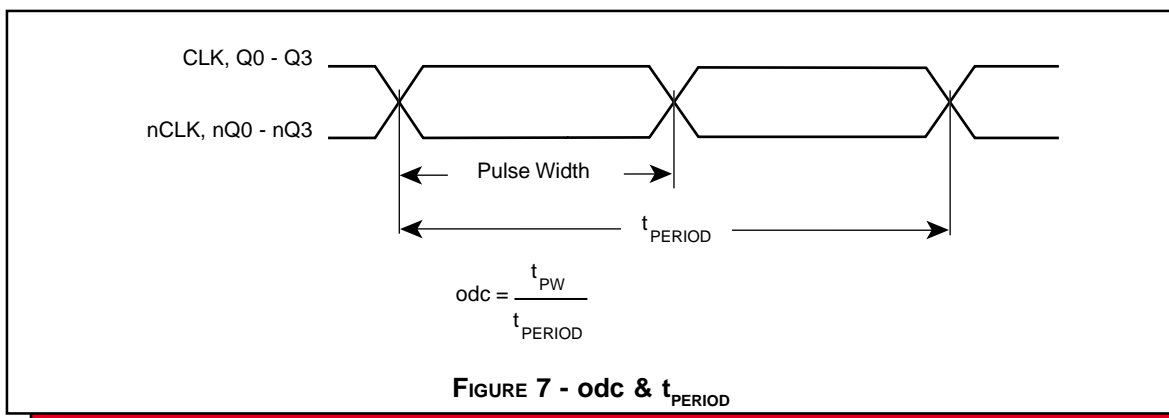 CLK, Q0 - Q3
nCLK, nQ0 - nQ3
Pulse Width
tPERIOD
odc = tPW
tPERIOD
FIGURE 7 - odc & tPERIOD